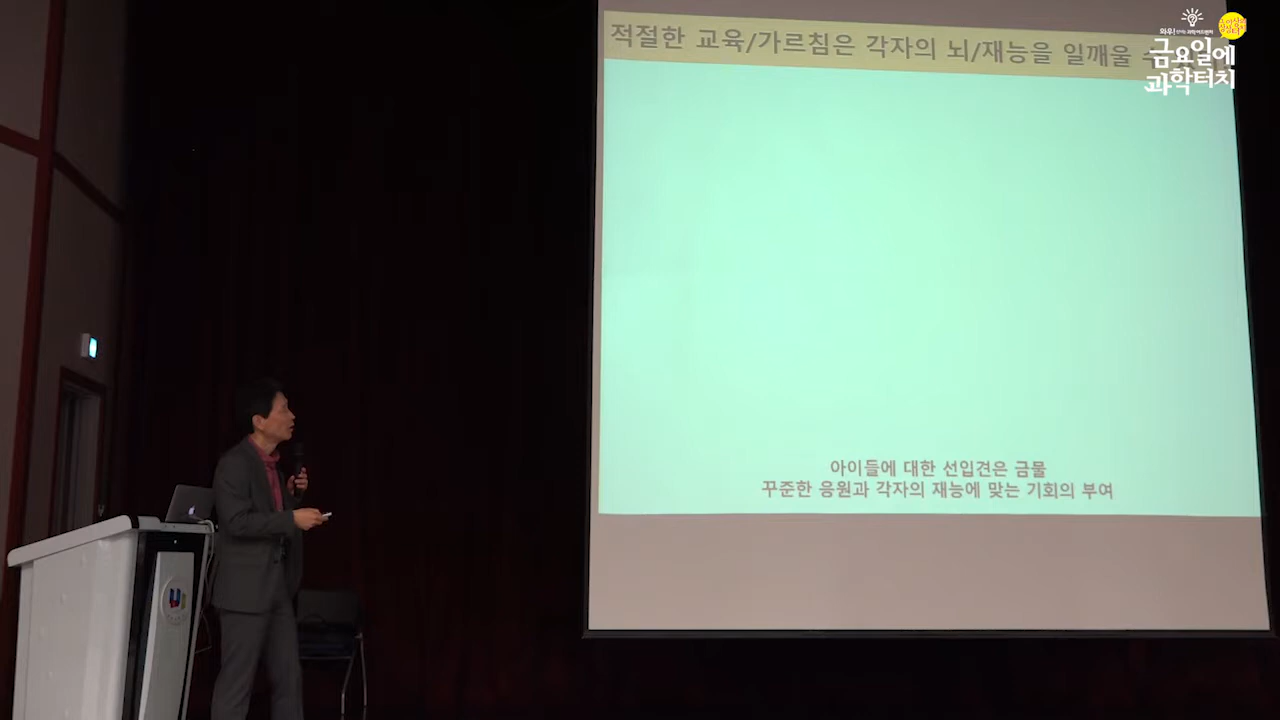 적절한 교육/가르침은 각자의 뇌/재능을 일깨울 수
와우!
금요일에
과학터치
아이들에 대한 선입견은 금물
꾸준한 응원과 각자의 재능에 맞는 기회의 부여